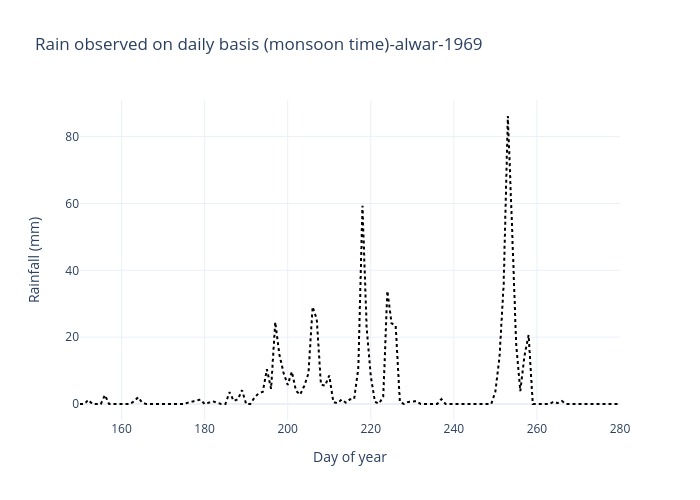 Rain observed on daily basis (monsoon time)-alwar-1969
80
60
40
20
0
Rainfall (mm)
160 180 200 220 240 260 280
Day of year